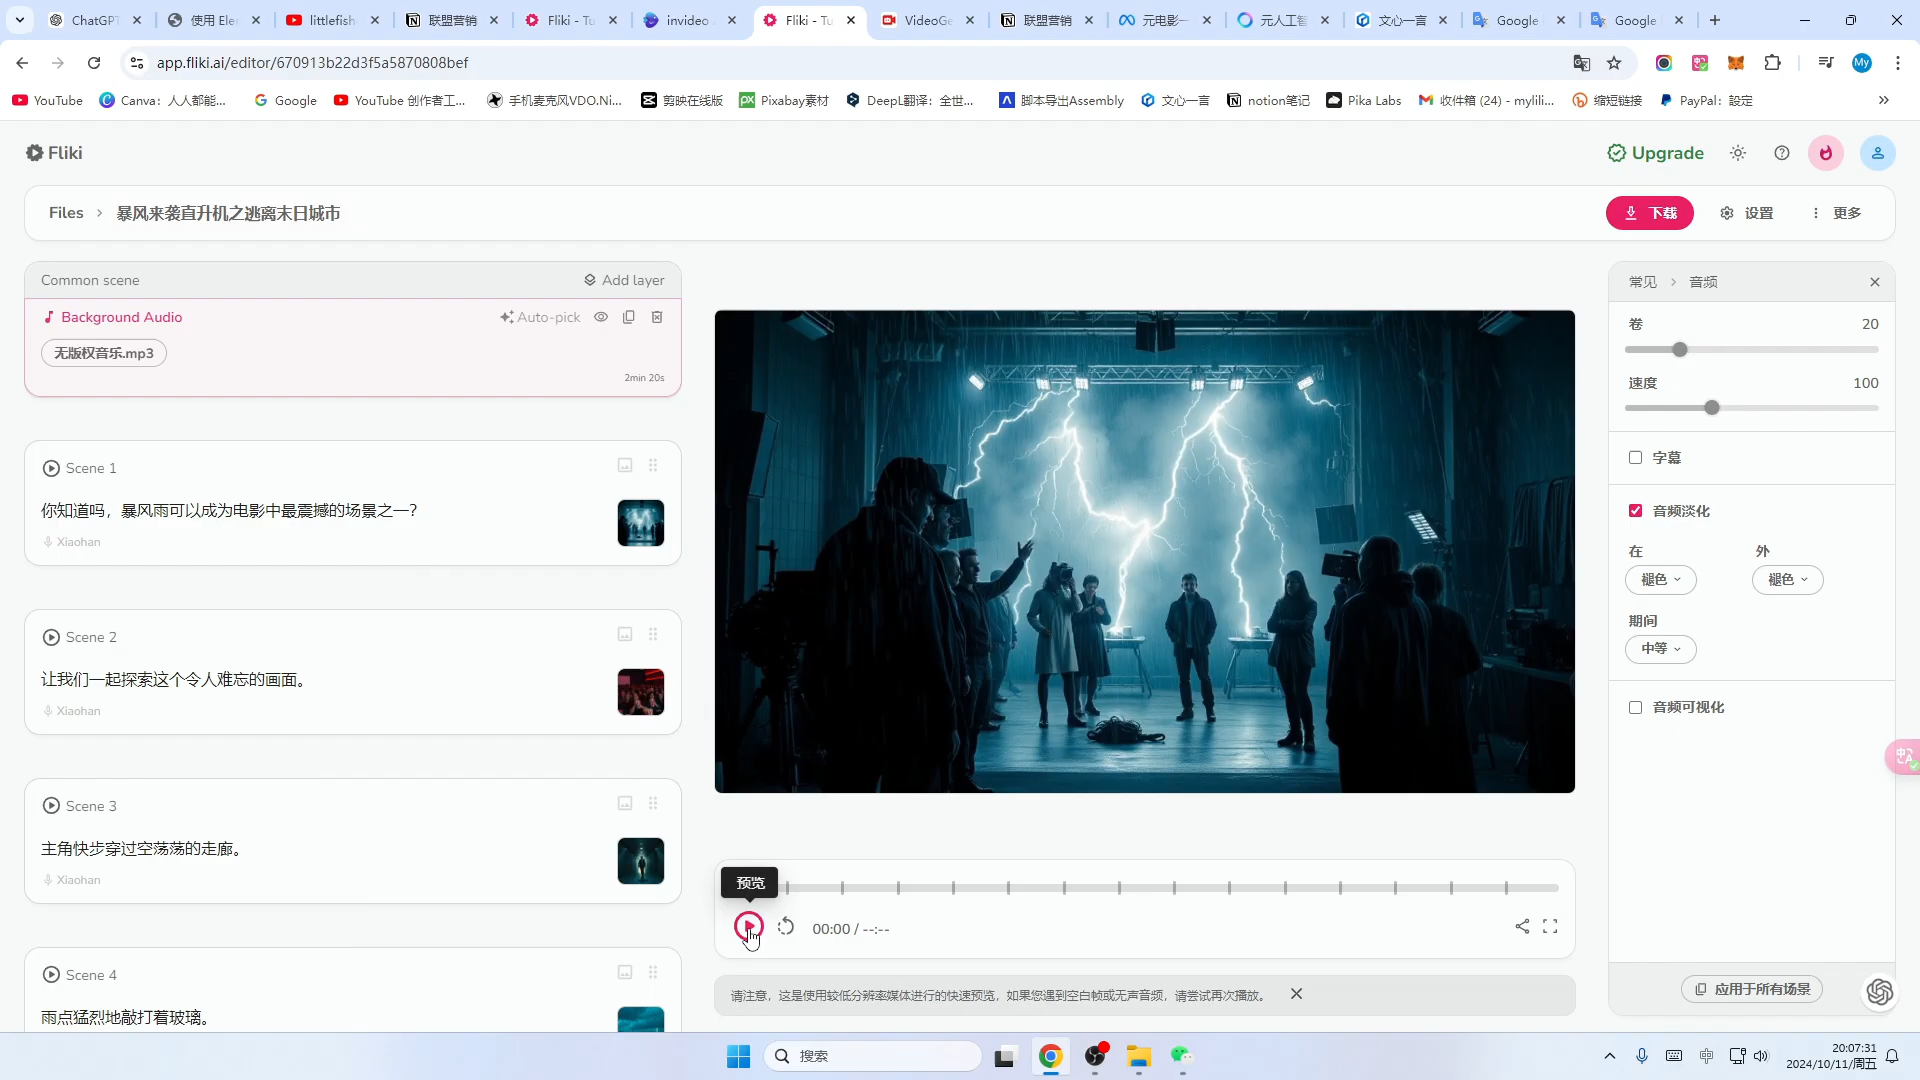 ChatGPT
使用 Ele
littlefish
联盟营销
Fliki - Tu
invideo
Fliki - Tu
VideoGe
联盟营销
元电影一
元人工智
文心一言
Google
Google
app.fliki.ai/editor/670913b22d3f5a5870808bef
My
YouTube
Canva：人人都能...
Google
YouTube 创作者工...
手机麦克风VDO.Ni...
剪映在线版
Pixabay素材
DeepL翻译：全世...
脚本导出Assembly
文心一言
notion笔记
Pika Labs
收件箱 (24) - mylili...
缩短链接
PayPal：設定
Fliki
Upgrade
Files
暴风来袭直升机之逃离末日城市
下载
设置
更多
Common scene
Add layer
Background Audio
Auto-pick
无版权音乐.mp3
2min 20s
Scene 1
你知道吗，暴风雨可以成为电影中最震撼的场景之一?
Xiaohan
Scene 2
让我们一起探索这个令人难忘的画面。
Xiaohan
Scene 3
主角快步穿过空荡荡的走廊。
Xiaohan
Scene 4
雨点猛烈地敲打着玻璃。
预览
00:00 / --:--
请注意，这是使用较低分辨率媒体进行的快速预览，如果您遇到空白帧或无声音频，请尝试再次播放。
常见 > 音频
卷
20
速度
100
字幕
音频淡化
在
外
褪色
褪色
期间
中等
音频可视化
应用于所有场景
搜索
中
20:07:31
2024/10/11/周五